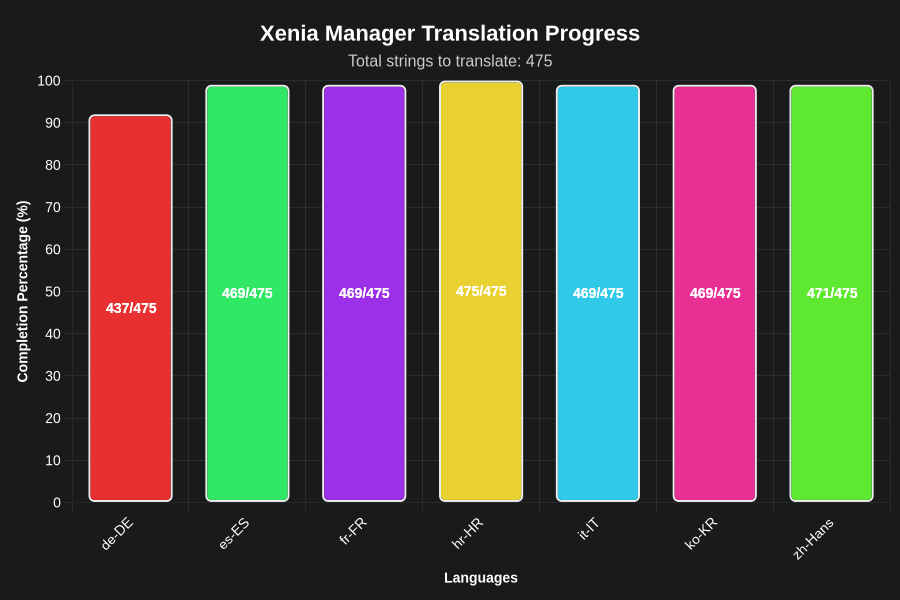 Xenia Manager Translation Progress
Total strings to translate: 475
Completion Percentage (%)
100
90
80
70
60
50
40
30
20
10
0
437/475
469/475
469/475
475/475
469/475
469/475
471/475
de-DE
es-ES
fr-FR
hr-HR
it-IT
ko-KR
zh-Hans
Languages